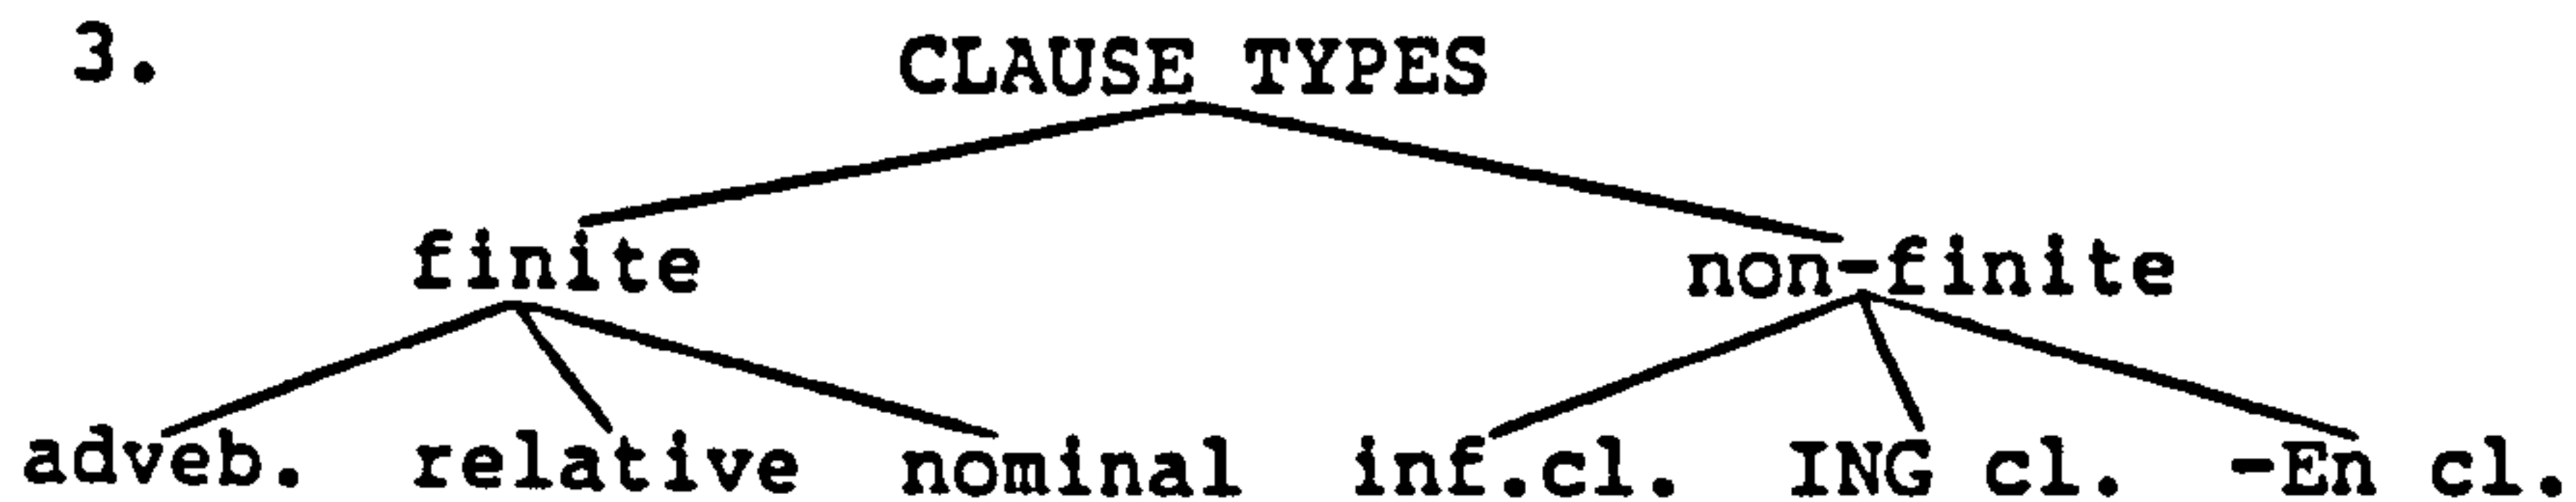 3. CLAUSE TYPES
finite non-finite
adveb. relative nominal inf.cl. ING cl. -En cl.